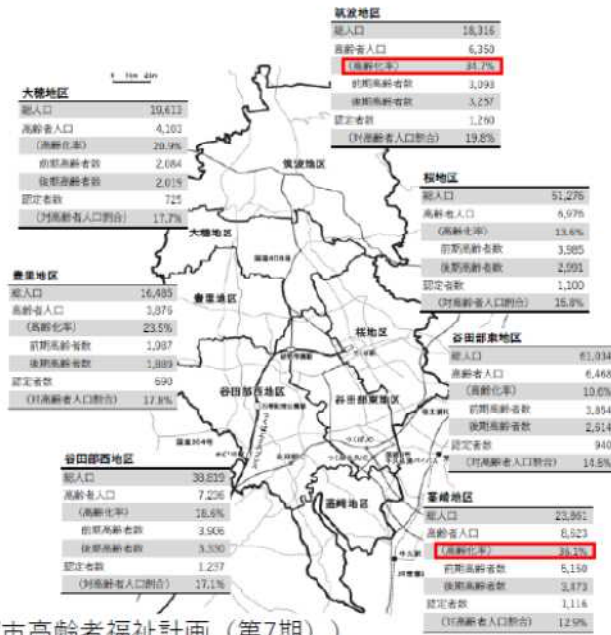 筑波地区
総人口 18,316
高齢者人口 6,350
(高齢化率) 34.7%
前期高齢者数 3,093
後期高齢者数 3,257
認定者数 1,260
(対高齢者人口割合) 19.8%
大穂地区
総人口 19,613
高齢者人口 4,103
(高齢化率) 20.9%
前期高齢者数 2,084
後期高齢者数 2,019
認定者数 725
(対高齢者人口割合) 17.7%
筑波地区
桜地区
総人口 51,276
高齢者人口 6,976
(高齢化率) 13.6%
前期高齢者数 3,985
後期高齢者数 2,991
認定者数 1,100
(対高齢者人口割合) 15.8%
大穂地区
国道408号
豊里地区
総人口 16,485
高齢者人口 3,876
(高齢化率) 23.5%
前期高齢者数 1,987
後期高齢者数 1,889
認定者数 690
(対高齢者人口割合) 17.8%
豊里地区
桜地区
谷田部東地区
総人口 61,034
高齢者人口 6,468
(高齢化率) 10.6%
前期高齢者数 3,854
後期高齢者数 2,614
認定者数 940
(対高齢者人口割合) 14.5%
谷田部西地区
谷田部東地区
谷田部西地区
総人口 38,819
高齢者人口 7,236
(高齢化率) 18.6%
前期高齢者数 3,906
後期高齢者数 3,330
認定者数 1,237
(対高齢者人口割合) 17.1%
茎崎地区
茎崎地区
総人口 23,861
高齢者人口 8,623
(高齢化率) 36.1%
前期高齢者数 5,150
後期高齢者数 3,473
認定者数 1,116
(対高齢者人口割合) 12.9%
市高齢者福祉計画(第7期))